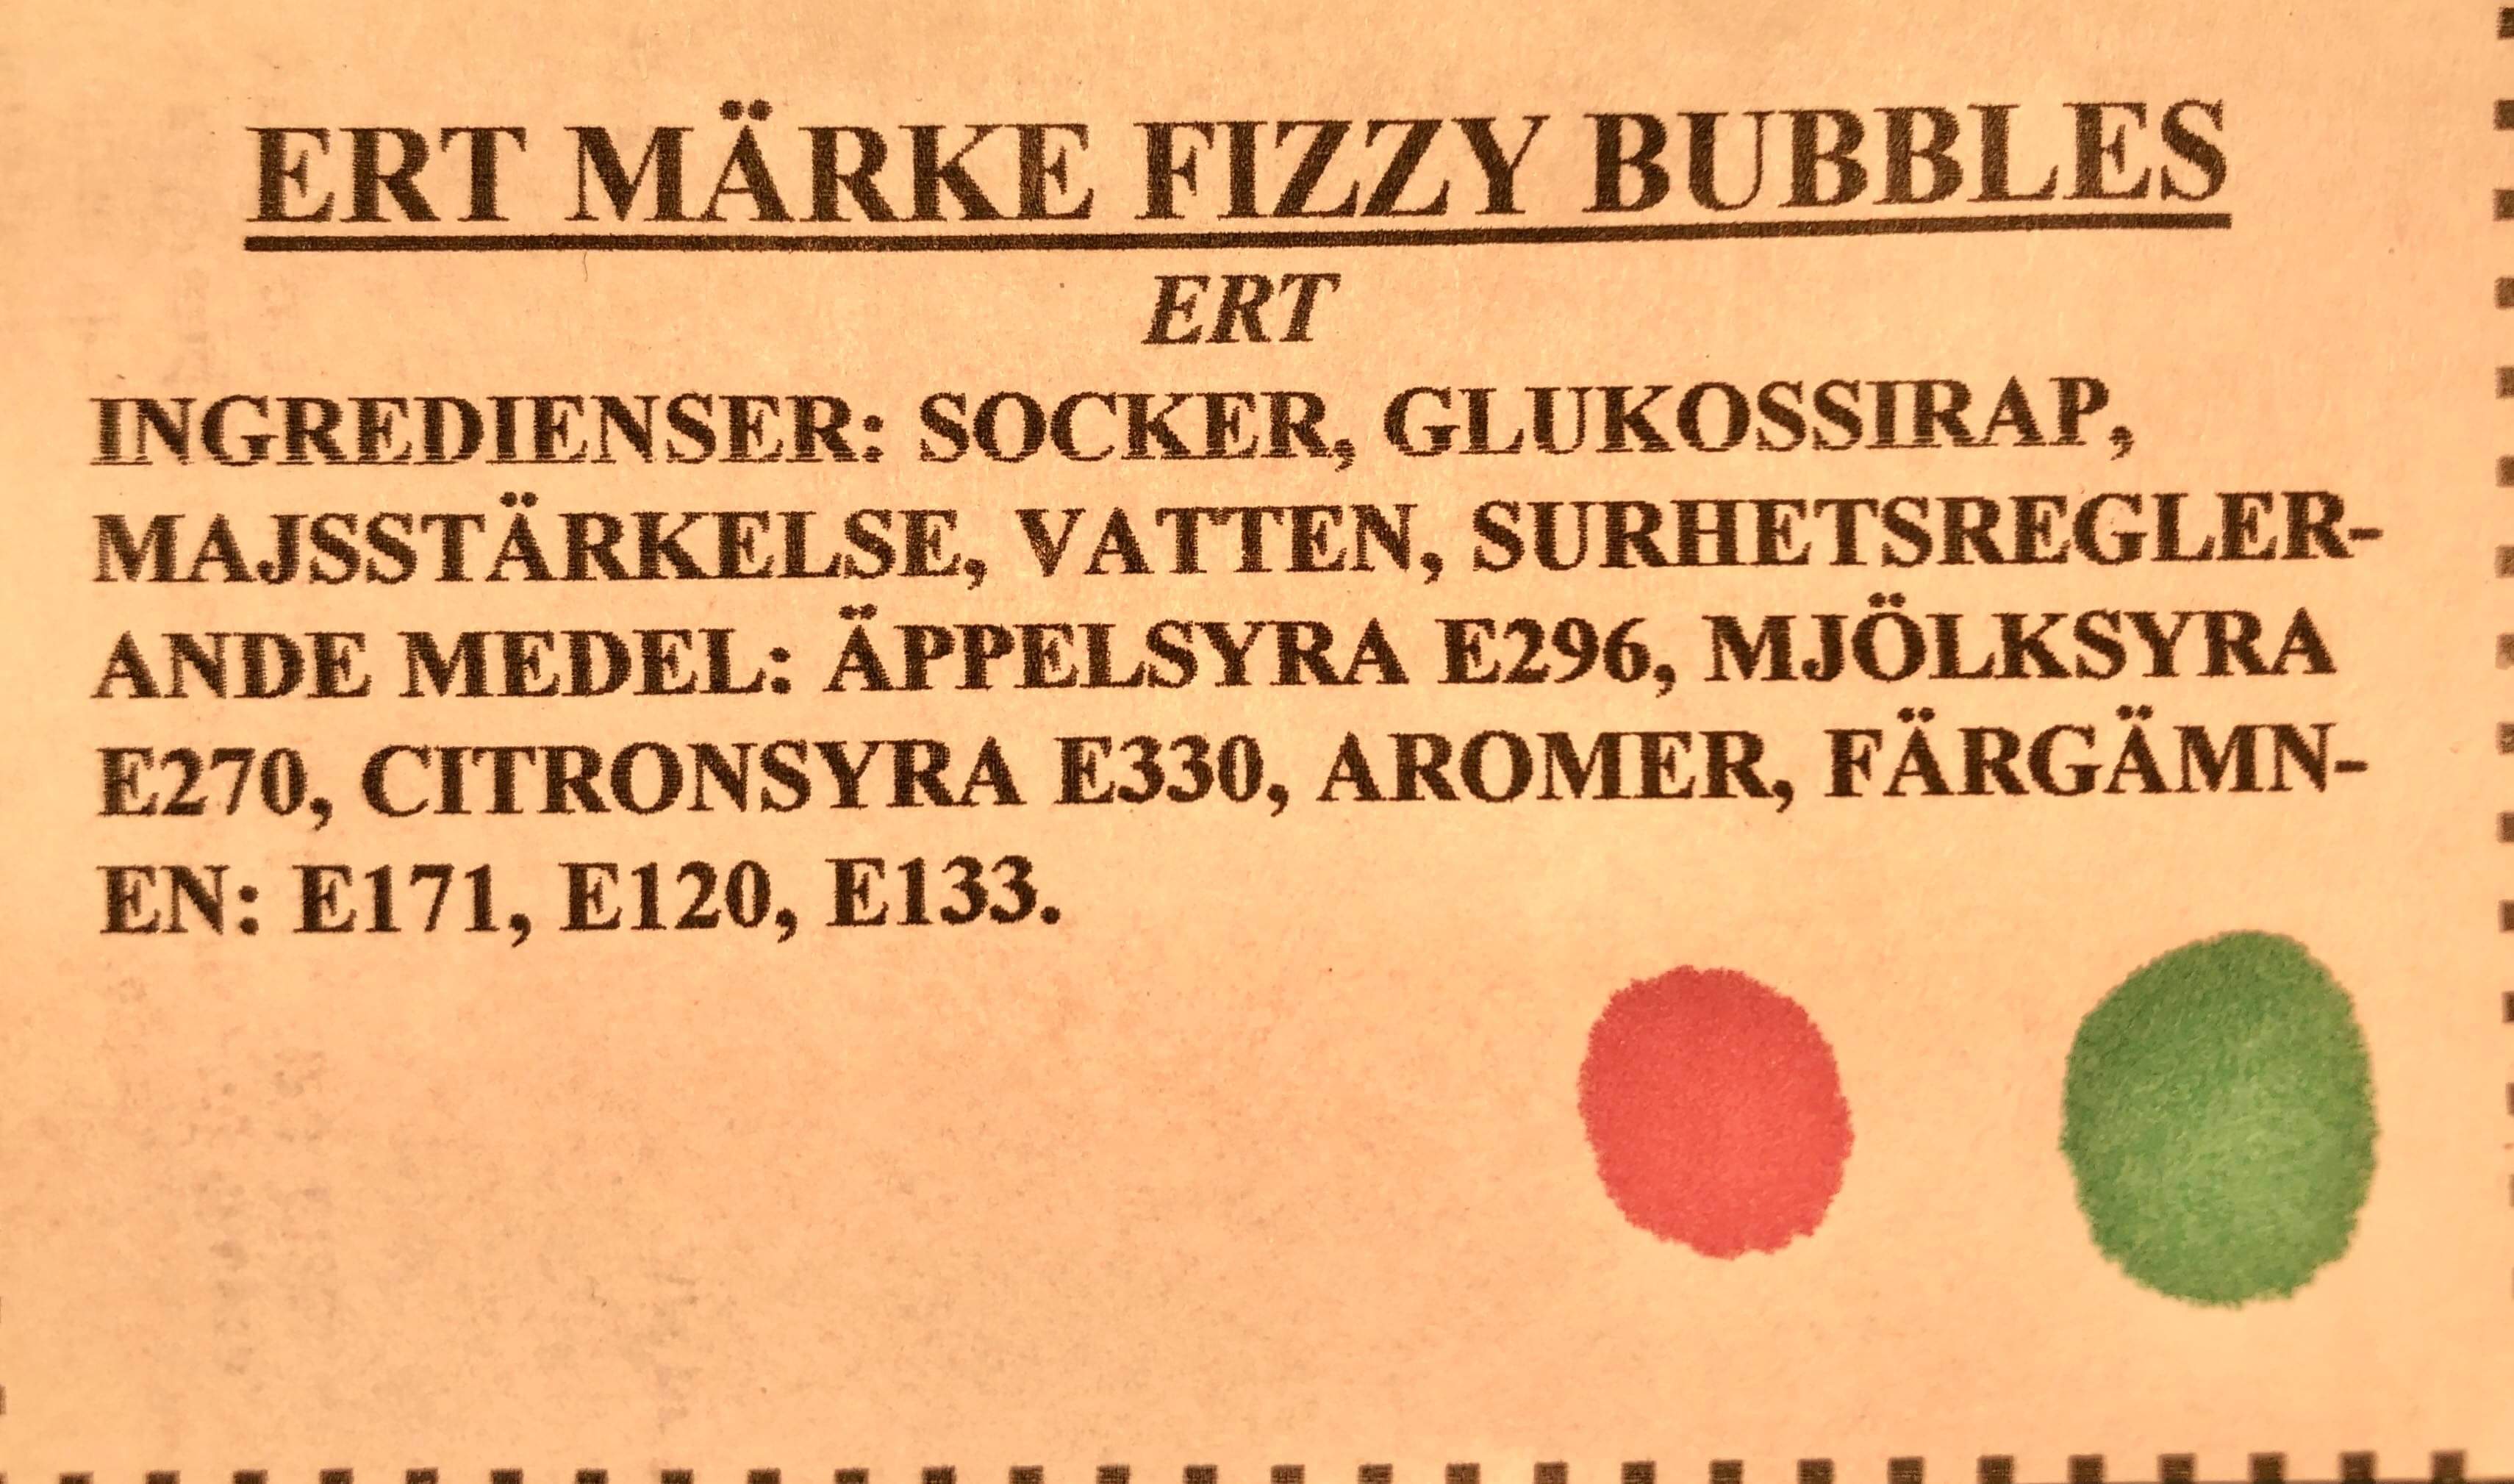 ERT MÄRKE FIZZY BUBBLES
ERT
INGREDIENSER: SOCKER, GLUKOSSIRAP,
MAJSSTÄRKELSE, VATTEN, SURHETSREGLER-
ANDE MEDEL: ÄPPELSYRA E296, MJÖLKSYRA
E270, CITRONSYRA E330, AROMER, FÄRGÄMN-
EN: E171, E120, E133.